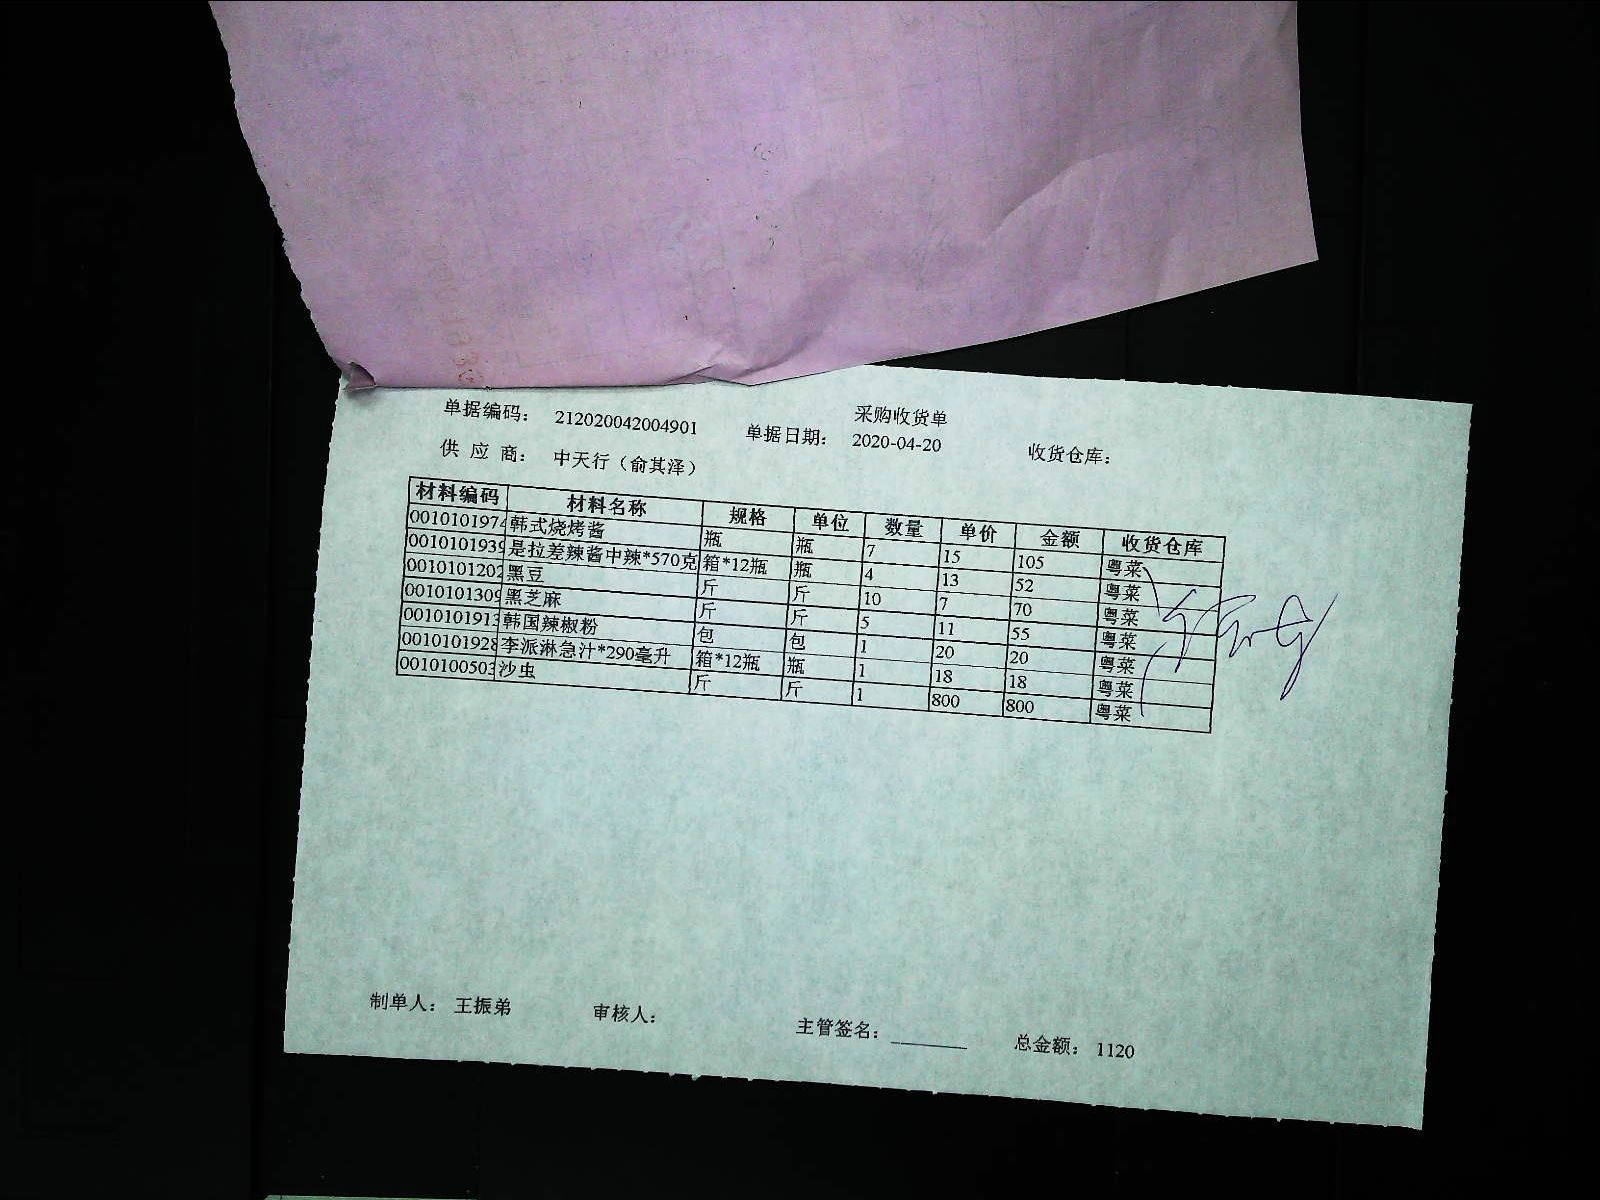 采购收货单
单据编码： 212020042004901 单据日期： 2020-04-20 收货仓库：
供 应 商： 中天行（俞其泽）
材料编码 材料名称 规格 单位 数量 单价 金额 收货仓库
001010197 韩式烧烤酱 瓶 瓶 7 15 105 粤菜
001010193 是拉差辣酱中辣*570克 箱*12瓶 瓶 4 13 52 粤菜
001010120 黑豆 斤 斤 10 7 70 粤菜
001010130 黑芝麻 斤 斤 5 11 55 粤菜
001010191 韩国辣椒粉 包 包 1 20 20 粤菜
001010192 李派淋急汁*290毫升 箱*12瓶 瓶 1 18 18 粤菜
001010050 沙虫 斤 斤 1 800 800 粤菜
制单人： 王振弟 审核人： 主管签名： 总金额： 1120